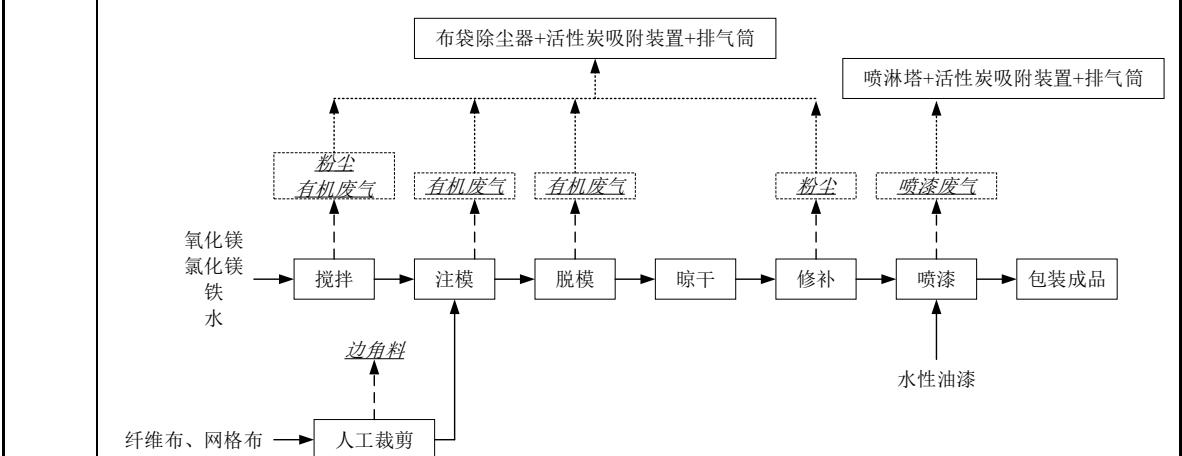 布袋除尘器+活性炭吸附装置+排气筒
喷淋塔+活性炭吸附装置+排气筒
粉尘
有机废气
有机废气
有机废气
粉尘
喷漆废气
氧化镁
氯化镁
铁
水
搅拌
注模
脱模
晾干
修补
喷漆
包装成品
边角料
水性油漆
纤维布、网格布
人工裁剪